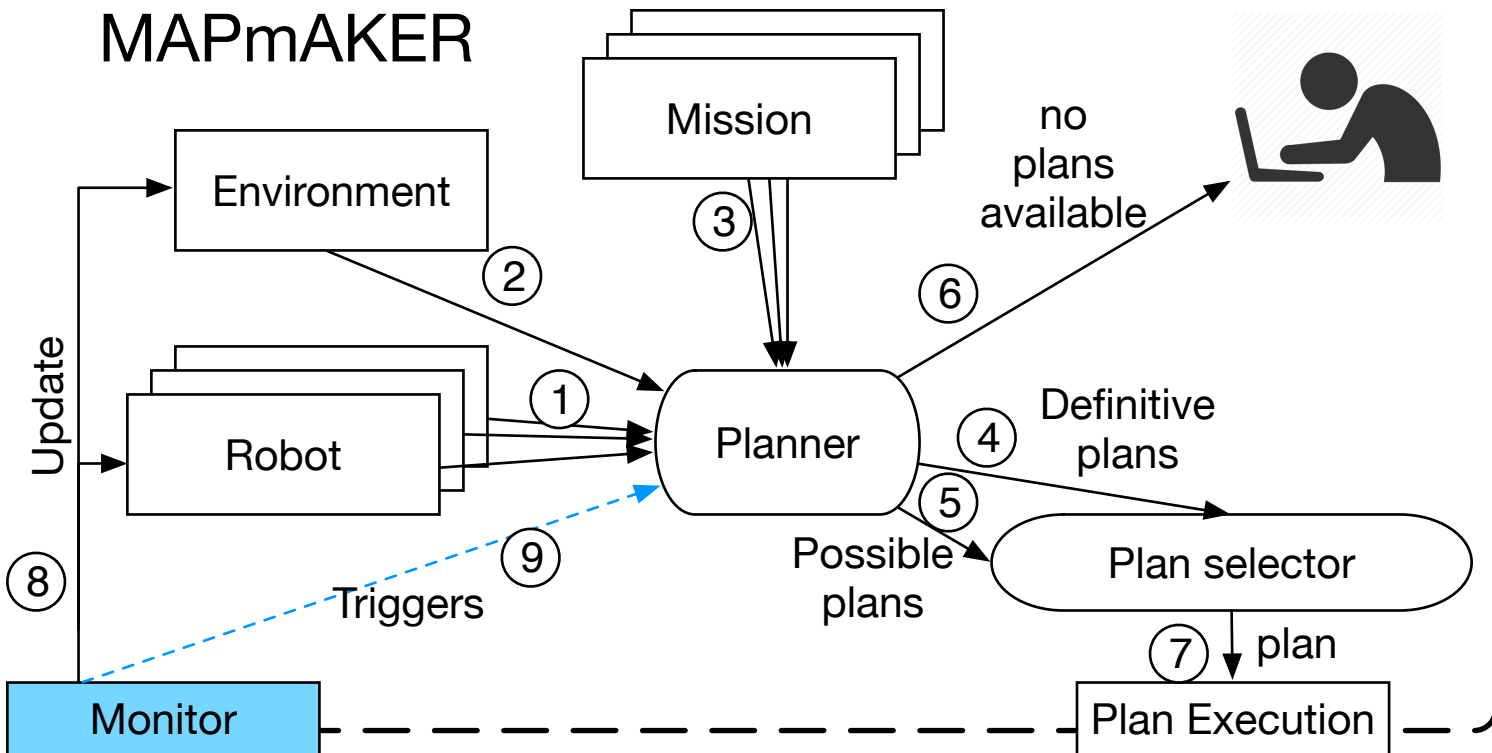 MAPmAKER
Mission
no
plans
available
Environment
3
2
6
Update
1
Robot
Planner
Definitive
plans
4
5
9
Possible
plans
Plan selector
8
Triggers
7
plan
Monitor
Plan Execution